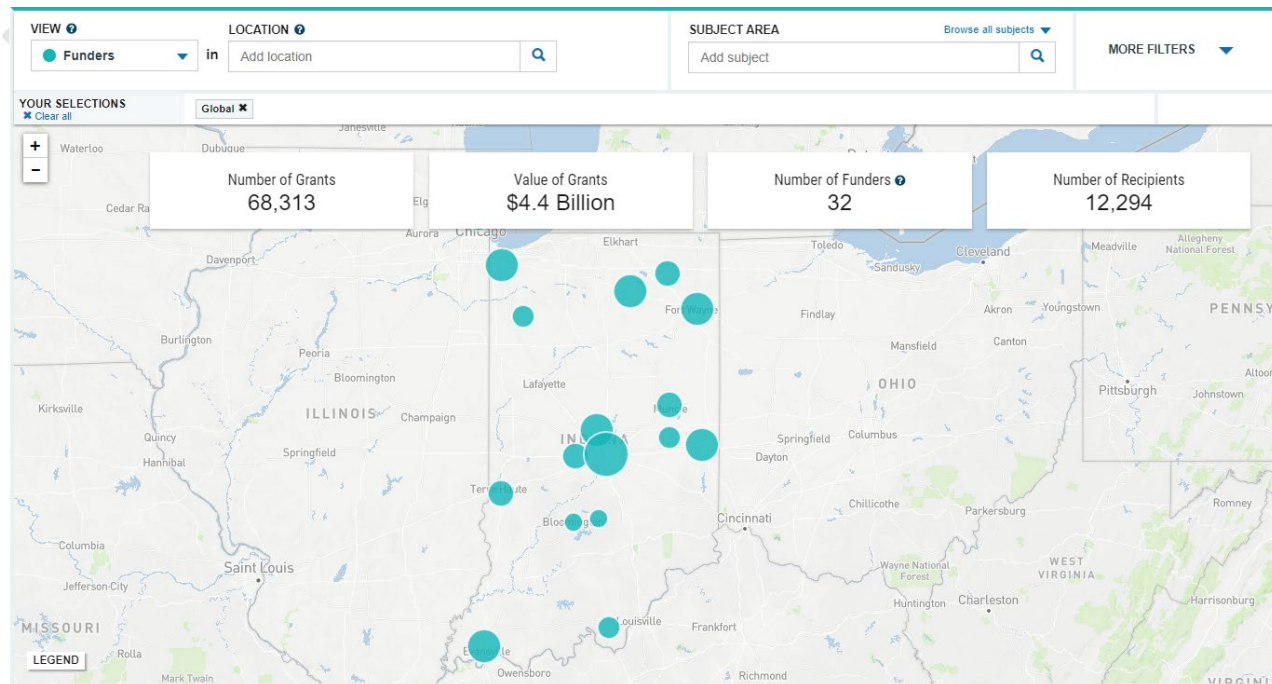 VIEW ?
LOCATION ?
SUBJECT AREA
Browse all subjects
Funders
in
Add location
Add subject
MORE FILTERS
YOUR SELECTIONS
✖ Clear all
Global ✖
+
−
Number of Grants
68,313
Value of Grants
$4.4 Billion
Number of Funders ?
32
Number of Recipients
12,294
Janesville
Waterloo
Dubuque
Cedar Ra
Elg
Aurora
Chicago
Elkhart
Toledo
Cleveland
Meadville
Allegheny
National Forest
Davenport
Sandusky
Fort Wayne
Findlay
Akron
Youngstown
PENNSY
Burlington
Peoria
Mansfield
Canton
Bloomington
Lafayette
OHIO
Pittsburgh
Altoor
Johnstown
Kirksville
ILLINOIS
Champaign
Muncie
Quincy
Springfield
INDIANA
Springfield
Columbus
Hannibal
Dayton
Terre Haute
Chillicothe
Parkersburg
Romney
Bloomington
Cincinnati
Columbia
Saint Louis
Wayne National
Forest
WEST
VIRGINIA
Jefferson City
Huntington
Charleston
Harrisonburg
MISSOURI
Louisville
Frankfort
Rolla
Evansville
LEGEND
Owensboro
Richmond
Mark Twain
VIRGINI